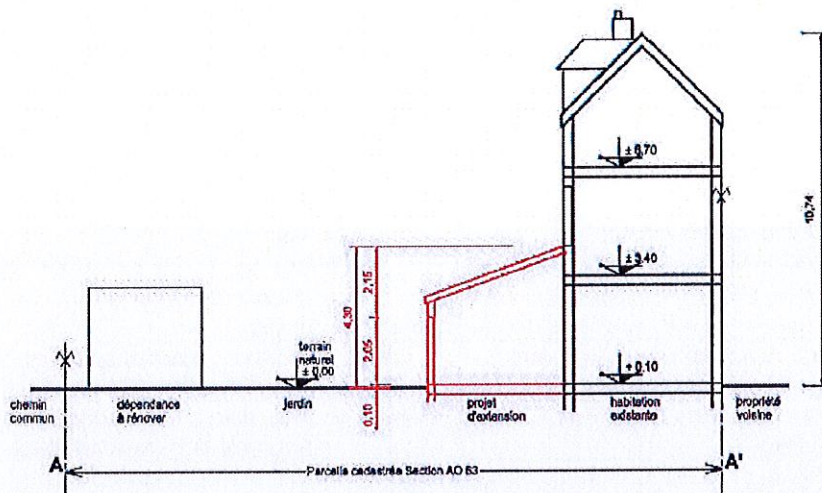 ± 6,70
10,74
± 3,40
4,30
2,15
2,05
0,10
terrain
naturel
± 0,00
+ 0,10
chemin
commun
dépendance
à rénover
jardin
projet
d'extension
habitation
existante
propriété
voisine
A
Parcelle cadastrée Section AO 63
A'